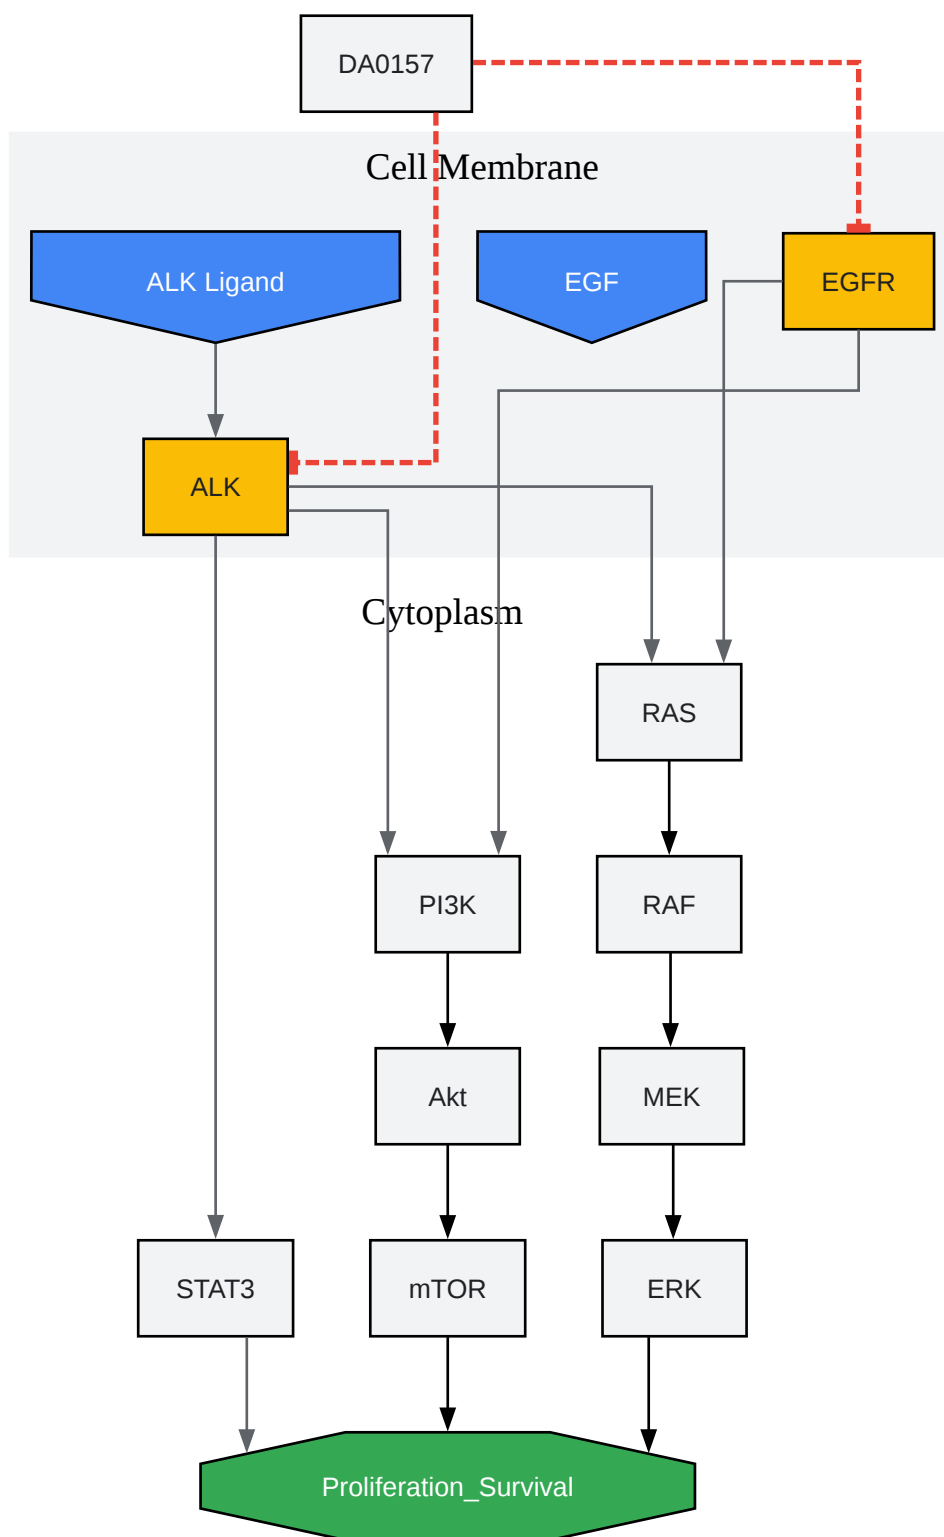 DA0157
Cell Membrane
ALK Ligand
EGF
EGFR
ALK
Cytoplasm
RAS
PI3K
RAF
Akt
MEK
STAT3
mTOR
ERK
Proliferation_Survival